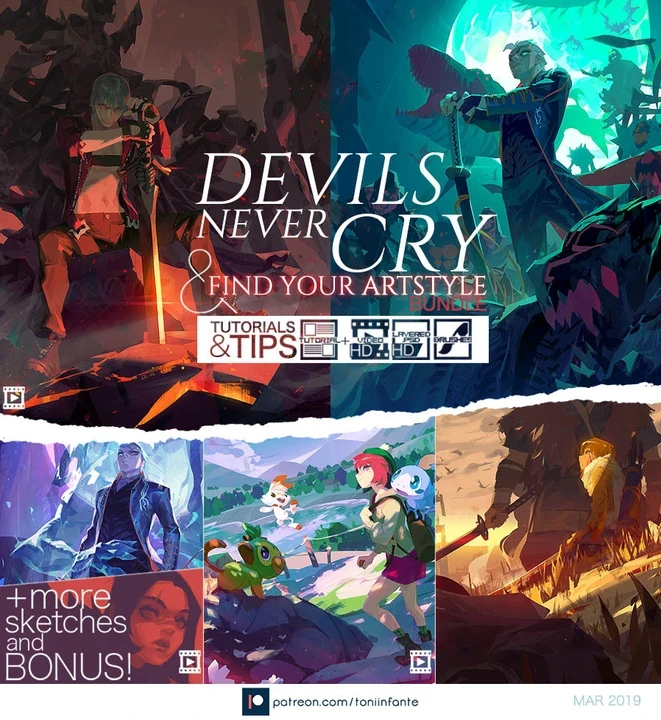 DEVILS
NEVER CRY
& FIND YOUR ARTSTYLE
BUNDLE
TUTORIALS
&TIPS
TUTORIAL + VIDEO HD + LAYERED .PSD HD BRUSHES
+more
sketches
and
BONUS!
patreon.com/toniinfante
MAR 2019